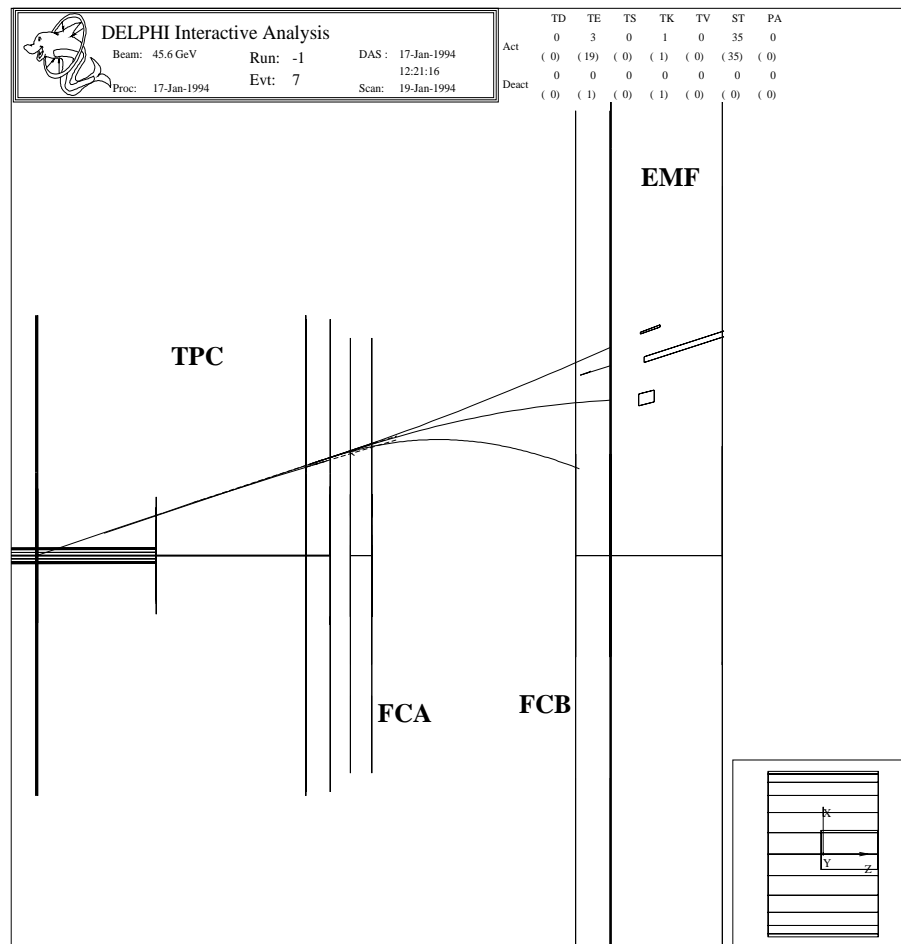 DELPHI Interactive Analysis
Beam: 45.6 GeV Run: -1 DAS : 17-Jan-1994
12:21:16
Proc: 17-Jan-1994 Evt: 7 Scan: 19-Jan-1994
TD TE TS TK TV ST PA
Act 0 3 0 1 0 35 0
( 0) ( 19) ( 0) ( 1) ( 0) ( 35) ( 0)
Deact 0 0 0 0 0 0 0
( 0) ( 1) ( 0) ( 1) ( 0) ( 0) ( 0)
EMF
TPC
FCA
FCB
X
Y
Z